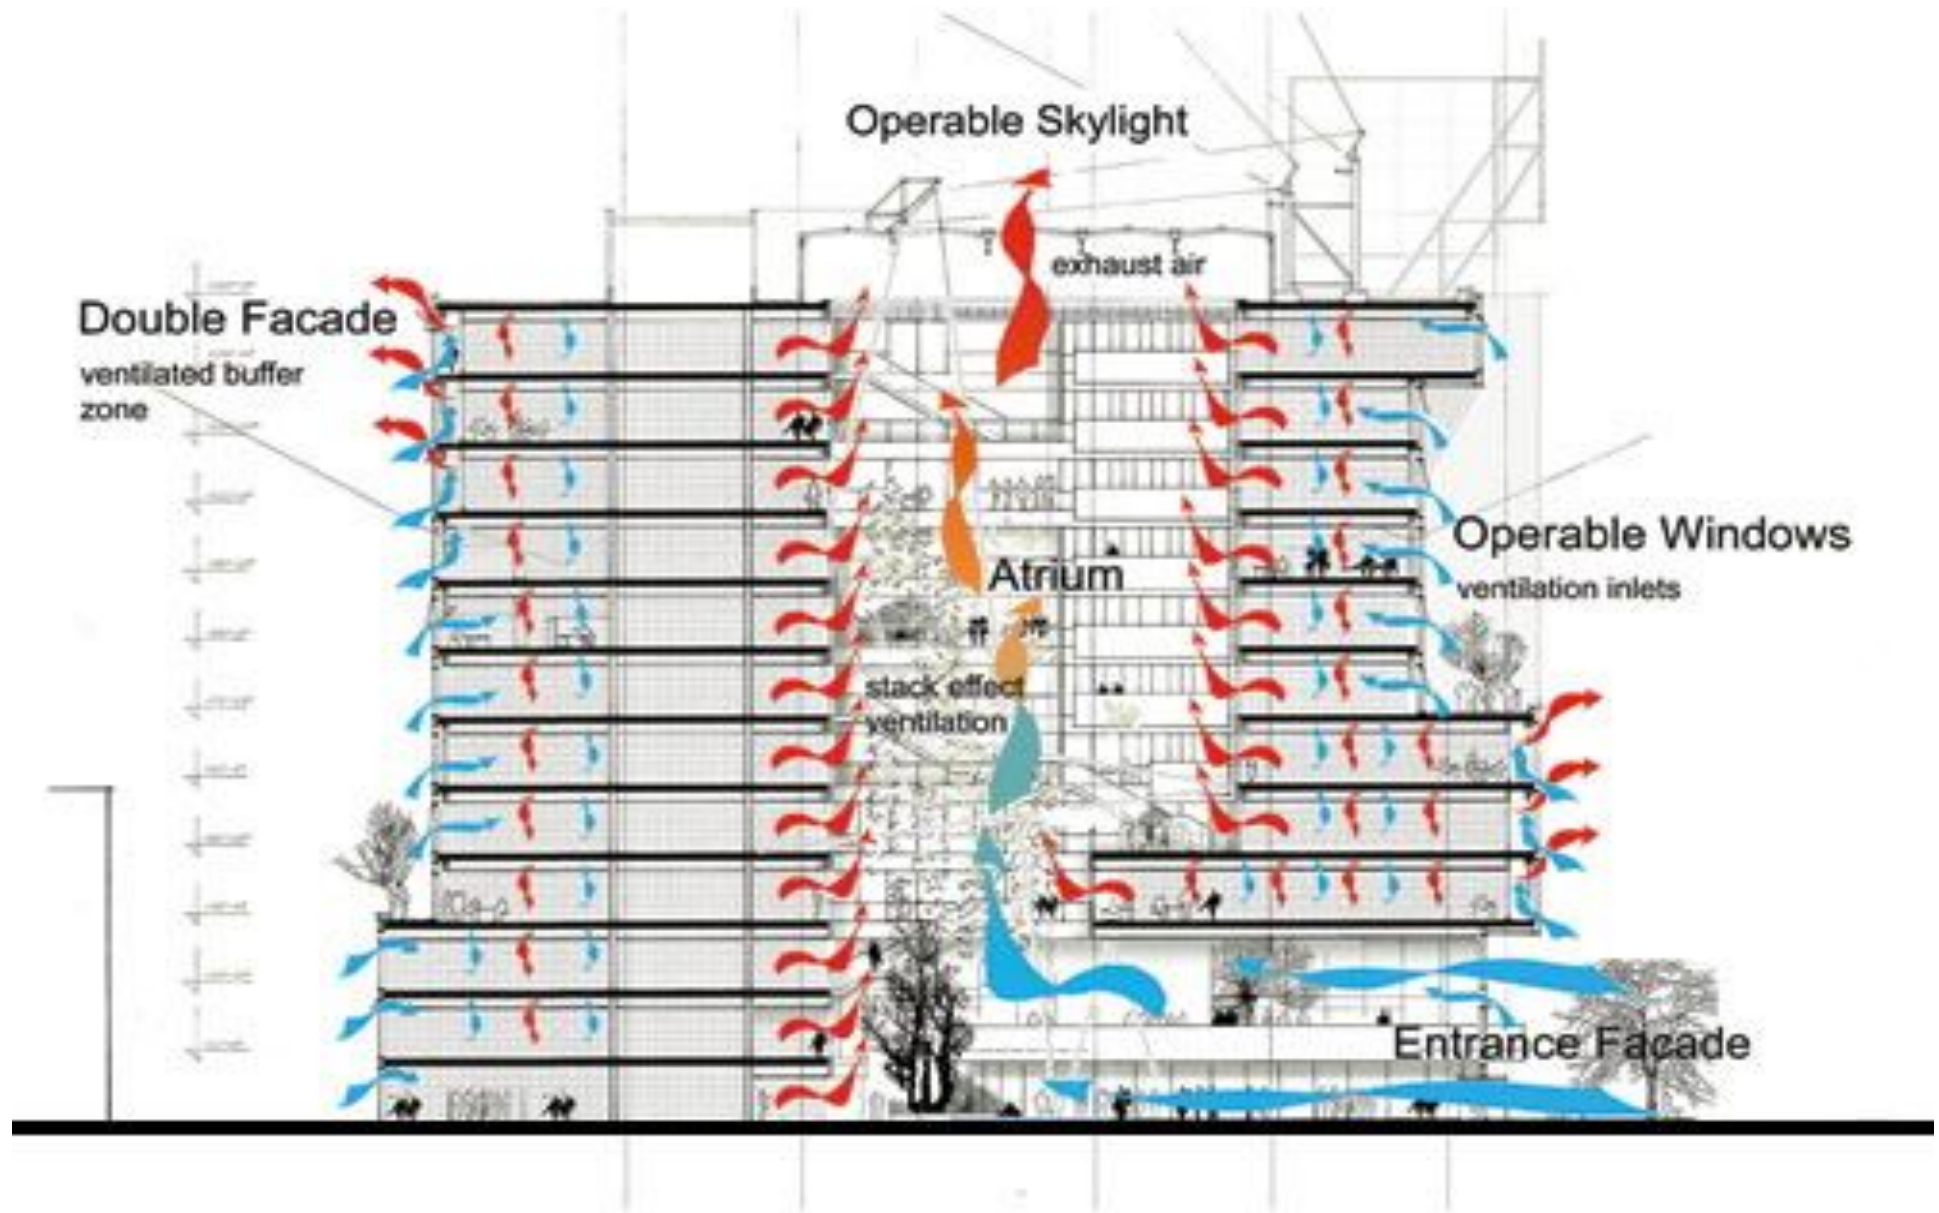 Operable Skylight
exhaust air
Double Facade
ventilated buffer
zone
Operable Windows
ventilation inlets
Atrium
stack effect
ventilation
Entrance Facade